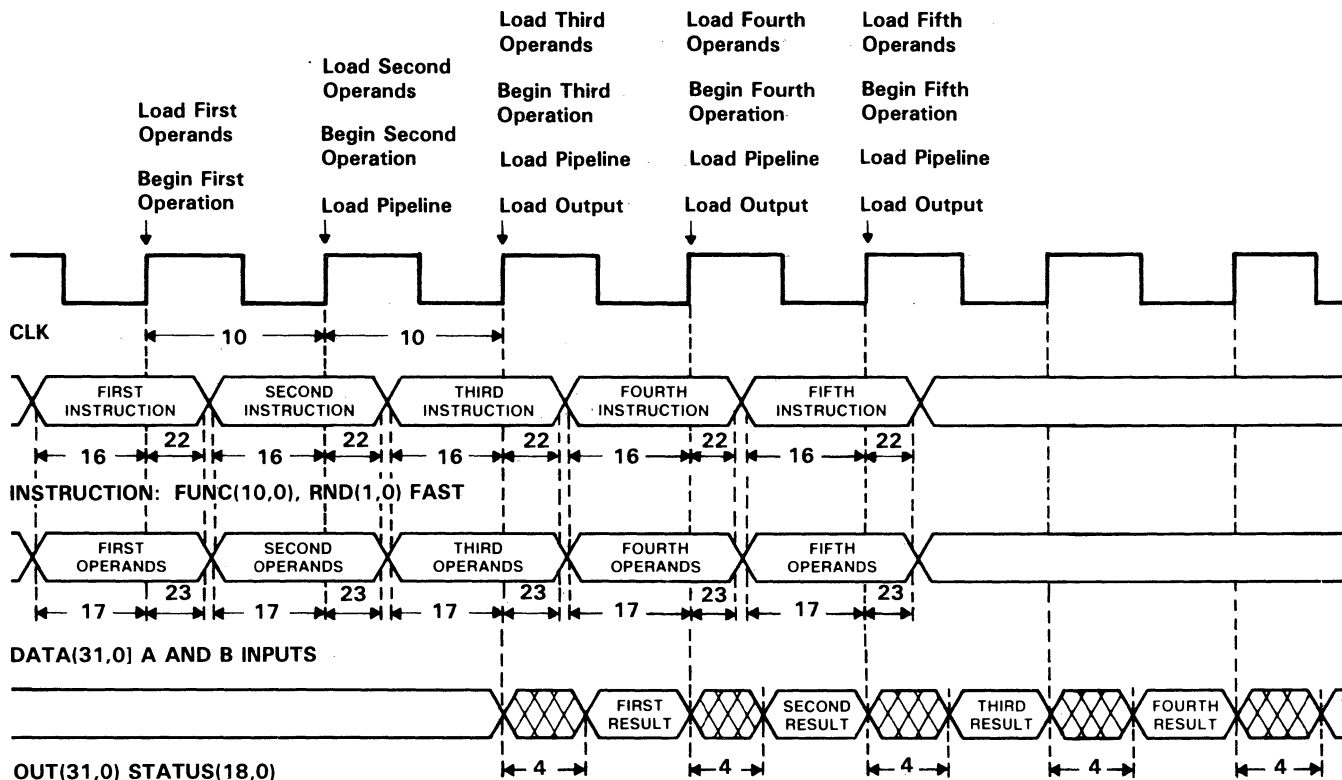 Load Third
Operands
Load Fourth
Operands
Load Fifth
Operands
Load Second
Operands
Load First
Operands
Begin Third
Operation
Begin Fourth
Operation
Begin Fifth
Operation
Begin Second
Operation
Begin First
Operation
Load Pipeline
Load Pipeline
Load Pipeline
Load Pipeline
Load Output
Load Output
Load Output
CLK
10
10
FIRST
INSTRUCTION
SECOND
INSTRUCTION
THIRD
INSTRUCTION
FOURTH
INSTRUCTION
FIFTH
INSTRUCTION
16 22 16 22 16 22 16 22 16 22
INSTRUCTION: FUNC(10,0), RND(1,0) FAST
FIRST
OPERANDS
SECOND
OPERANDS
THIRD
OPERANDS
FOURTH
OPERANDS
FIFTH
OPERANDS
17 23 17 23 17 23 17 23 17 23
DATA(31,0] A AND B INPUTS
FIRST
RESULT
SECOND
RESULT
THIRD
RESULT
FOURTH
RESULT
OUT(31,0) STATUS(18,0)
4 4 4 4 4